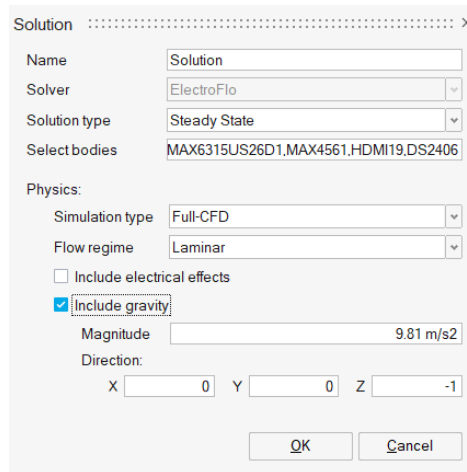 Solution
Name Solution
Solver ElectroFlo
Solution type Steady State
Select bodies MAX6315US26D1,MAX4561,HDMI19,DS2406
Physics:
Simulation type Full-CFD
Flow regime Laminar
Include electrical effects
Include gravity
Magnitude 9.81 m/s2
Direction:
X 0 Y 0 Z -1
OK Cancel